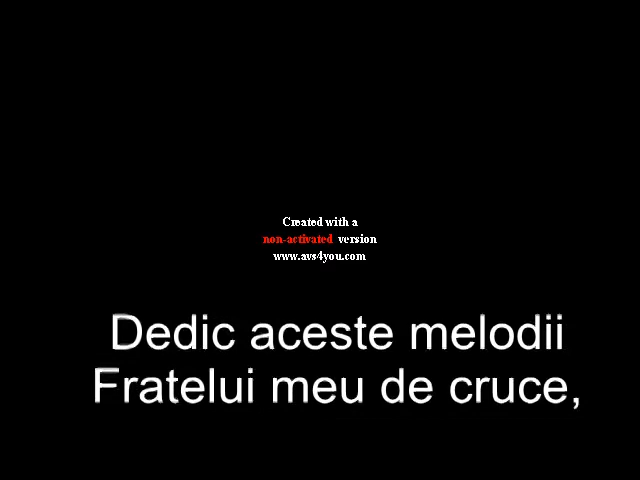 Created with a
non-activated version
www.avs4you.com
Dedic aceste melodii
Fratelui meu de cruce,